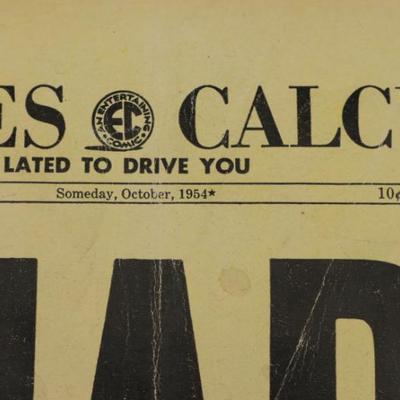 ES AN ENTERTAINING EC COMIC CALC
LATED TO DRIVE YOU
Someday, October, 1954* 10¢